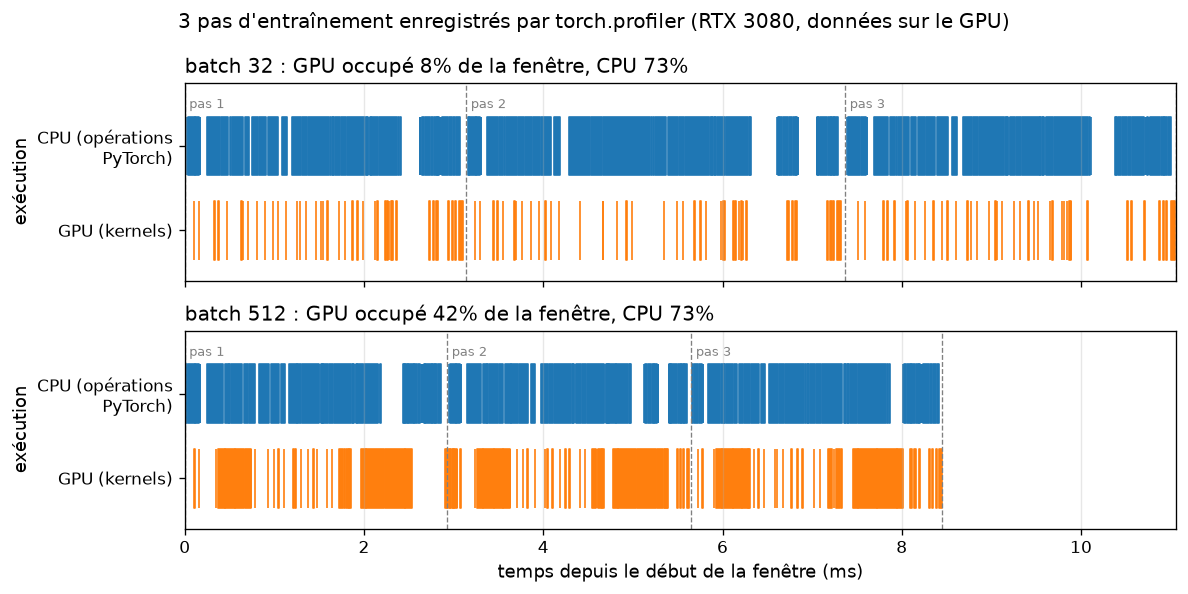 3 pas d'entraînement enregistrés par torch.profiler (RTX 3080, données sur le GPU)
batch 32 : GPU occupé 8% de la fenêtre, CPU 73%
pas 1
pas 2
pas 3
CPU (opérations
PyTorch)
GPU (kernels)
exécution
batch 512 : GPU occupé 42% de la fenêtre, CPU 73%
pas 1
pas 2
pas 3
CPU (opérations
PyTorch)
GPU (kernels)
exécution
0
2
4
6
8
10
temps depuis le début de la fenêtre (ms)